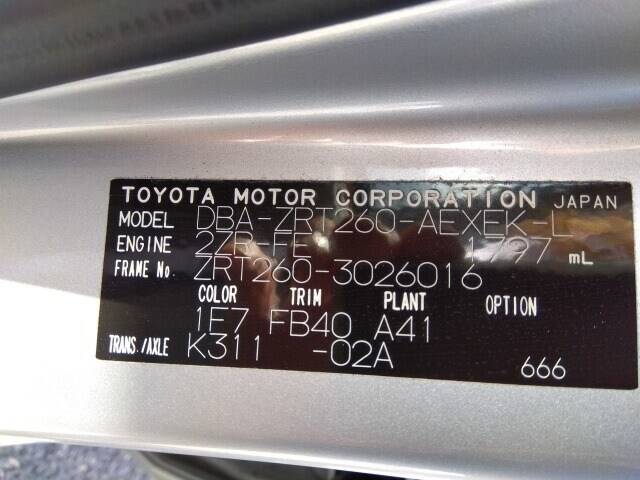 TOYOTA MOTOR CORPORATION JAPAN
MODEL DBA-ZRT260-AEXEK-L
ENGINE 2ZR-FE 1797 mL
FRAME No. ZRT260-3026016
COLOR TRIM PLANT OPTION
1F7 FB40 A41
TRANS./AXLE K311 -02A
666